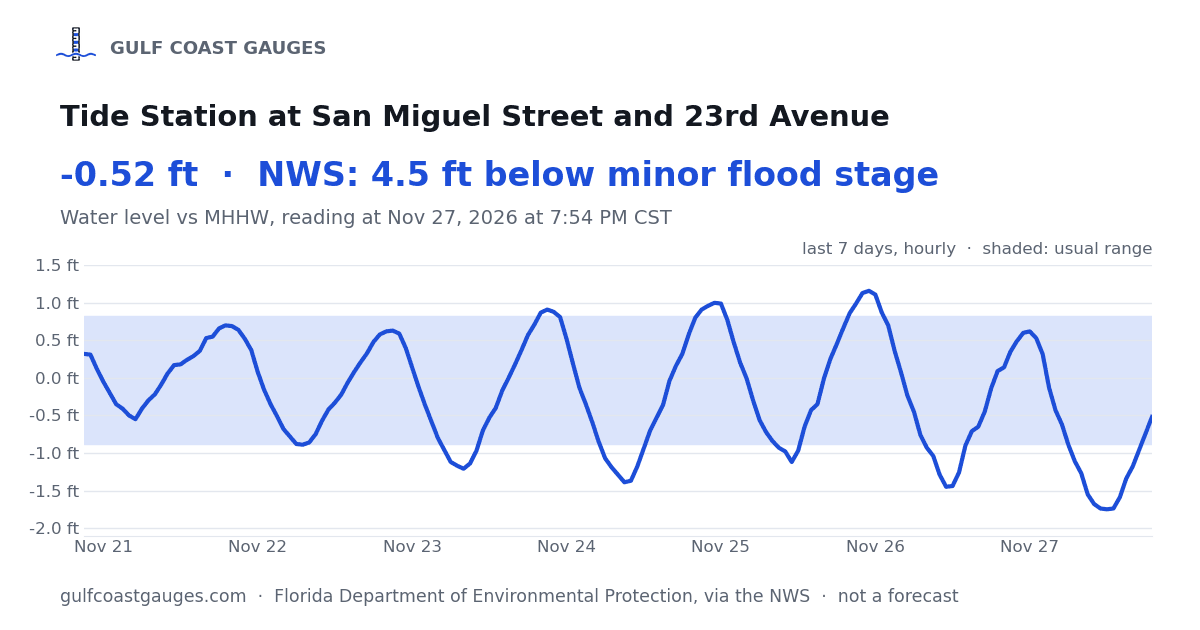 GULF COAST GAUGES
Tide Station at San Miguel Street and 23rd Avenue
-0.52 ft · NWS: 4.5 ft below minor flood stage
Water level vs MHHW, reading at Nov 27, 2026 at 7:54 PM CST
last 7 days, hourly · shaded: usual range
1.5 ft
1.0 ft
0.5 ft
0.0 ft
-0.5 ft
-1.0 ft
-1.5 ft
-2.0 ft
Nov 21 Nov 22 Nov 23 Nov 24 Nov 25 Nov 26 Nov 27
gulfcoastgauges.com · Florida Department of Environmental Protection, via the NWS · not a forecast